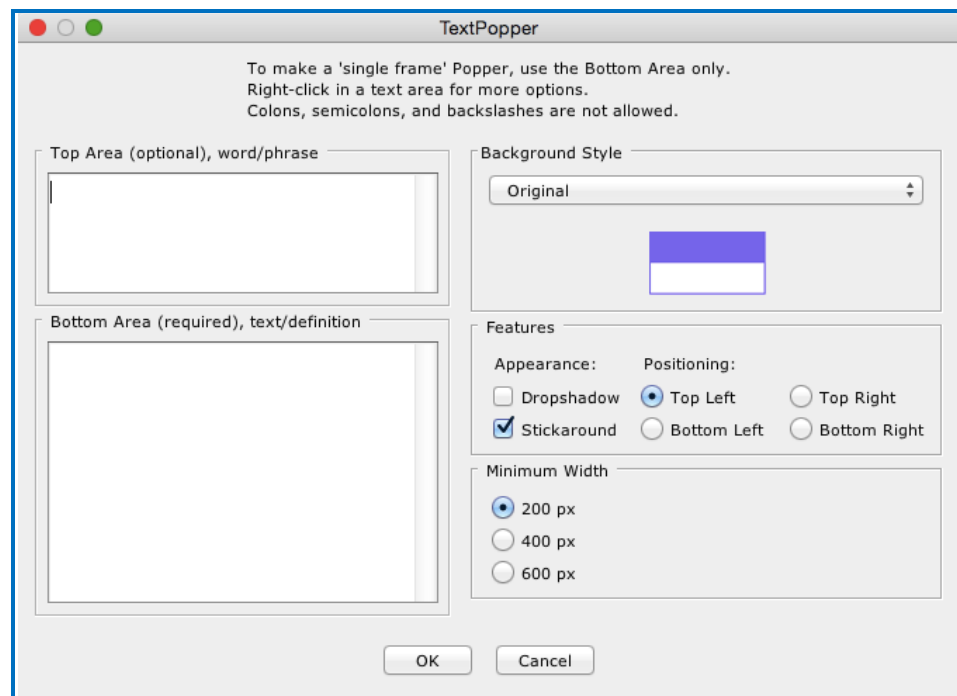 TextPopper
To make a 'single frame' Popper, use the Bottom Area only.
Right-click in a text area for more options.
Colons, semicolons, and backslashes are not allowed.
Top Area (optional), word/phrase
Bottom Area (required), text/definition
Background Style
Original
Features
Appearance: Positioning:
Dropshadow Top Left Top Right
Stickaround Bottom Left Bottom Right
Minimum Width
200 px
400 px
600 px
OK Cancel